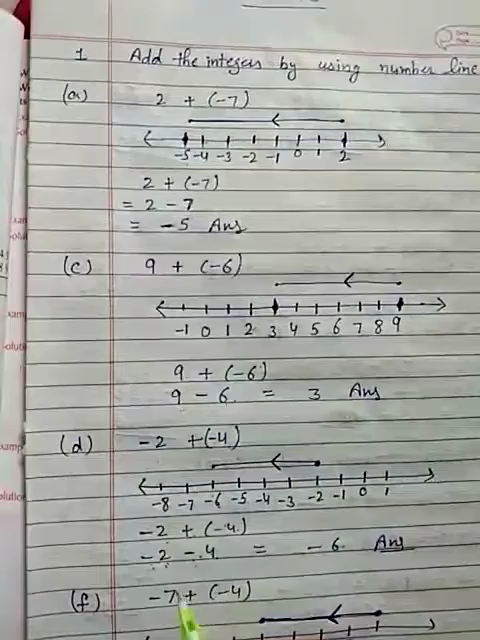 1 Add the integers by using number line
(a) 2 + (-7)
-5 -4 -3 -2 -1 0 1 2
2 + (-7)
= 2 - 7
= -5 Ans
(c) 9 + (-6)
-1 0 1 2 3 4 5 6 7 8 9
9 + (-6)
9 - 6 = 3 Ans
(d) -2 + (-4)
-8 -7 -6 -5 -4 -3 -2 -1 0 1
-2 + (-4)
-2 - 4 = -6 Ans
(f) -7 + (-4)